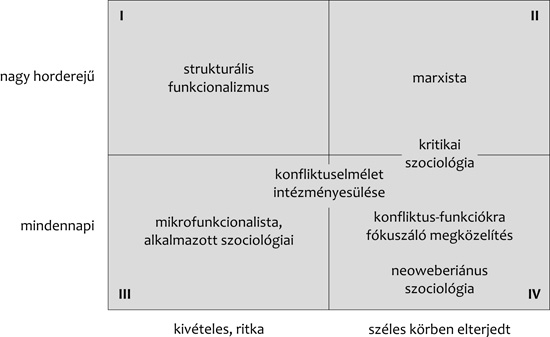 I
II
strukturális
funkcionalizmus
nagy horderejű
marxista
kritikai
szociológia
konfliktuselmélet
intézményesülése
mikrofunkcionalista,
alkalmazott szociológiai
mindennapi
konfliktus-funkciókra
fókuszáló megközelítés
neoweberiánus
szociológia
III
IV
kivételes, ritka
széles körben elterjedt